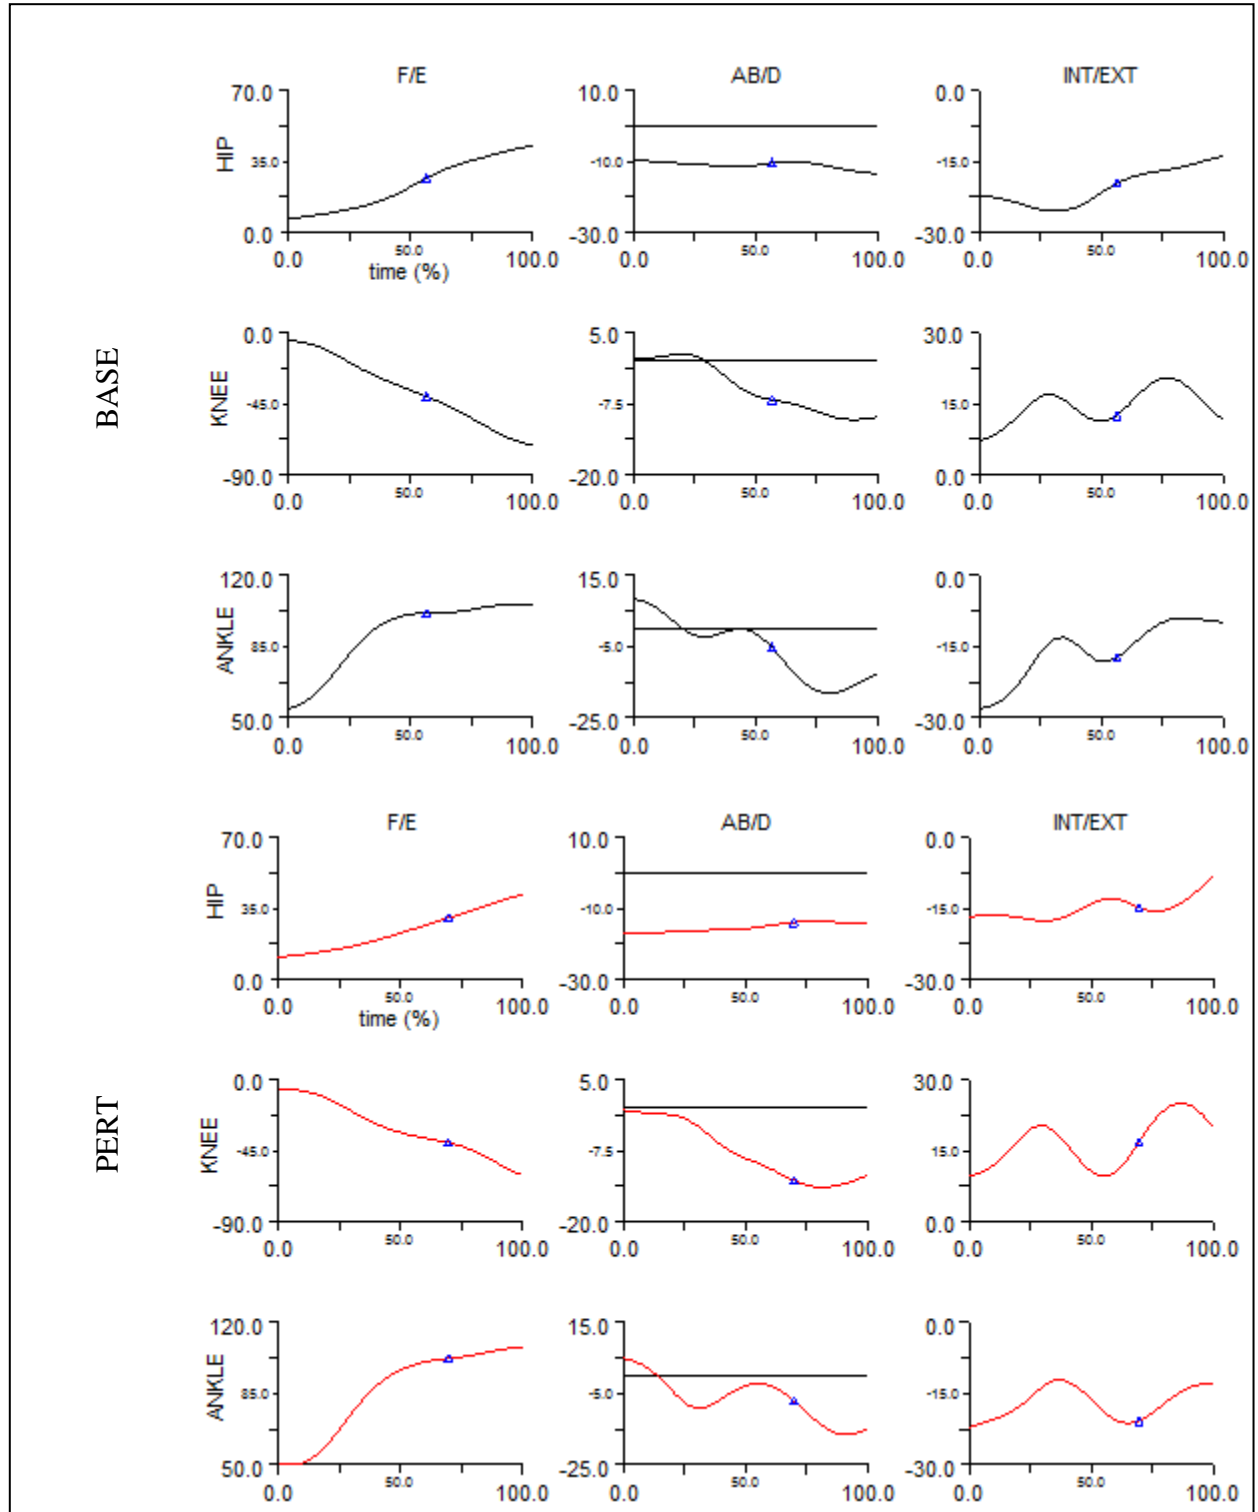 F/E AB/D INT/EXT
70.0 10.0 0.0
HIP 35.0 -10.0 -15.0
0.0 -30.0 -30.0
0.0 50.0 100.0 0.0 50.0 100.0 0.0 50.0 100.0
time (%)
BASE
0.0 5.0 30.0
KNEE -45.0 -7.5 15.0
-90.0 -20.0 0.0
0.0 50.0 100.0 0.0 50.0 100.0 0.0 50.0 100.0
120.0 15.0 0.0
ANKLE 85.0 -5.0 -15.0
50.0 -25.0 -30.0
0.0 50.0 100.0 0.0 50.0 100.0 0.0 50.0 100.0
F/E AB/D INT/EXT
70.0 10.0 0.0
HIP 35.0 -10.0 -15.0
0.0 -30.0 -30.0
0.0 50.0 100.0 0.0 50.0 100.0 0.0 50.0 100.0
time (%)
PERT
0.0 5.0 30.0
KNEE -45.0 -7.5 15.0
-90.0 -20.0 0.0
0.0 50.0 100.0 0.0 50.0 100.0 0.0 50.0 100.0
120.0 15.0 0.0
ANKLE 85.0 -5.0 -15.0
50.0 -25.0 -30.0
0.0 50.0 100.0 0.0 50.0 100.0 0.0 50.0 100.0